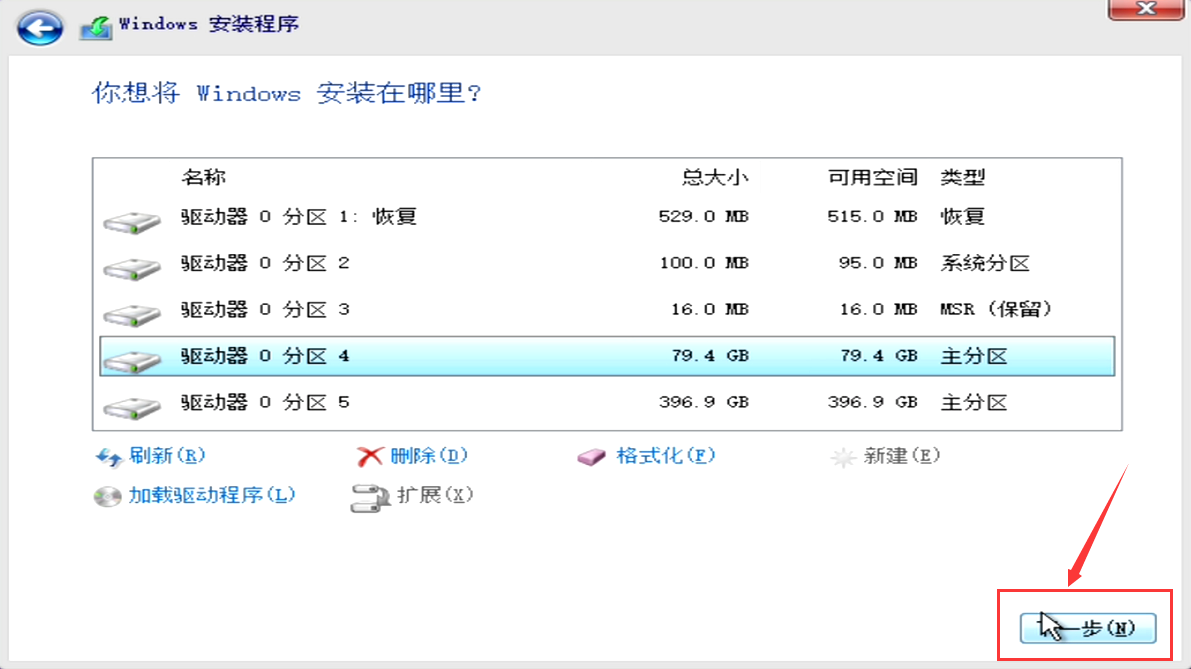 Windows 安装程序
你想将 Windows 安装在哪里?
名称 总大小 可用空间 类型
驱动器 0 分区 1: 恢复 529.0 MB 515.0 MB 恢复
驱动器 0 分区 2 100.0 MB 95.0 MB 系统分区
驱动器 0 分区 3 16.0 MB 16.0 MB MSR (保留)
驱动器 0 分区 4 79.4 GB 79.4 GB 主分区
驱动器 0 分区 5 396.9 GB 396.9 GB 主分区
刷新(R) 删除(D) 格式化(F) 新建(E)
加载驱动程序(L) 扩展(X)
下一步(N)